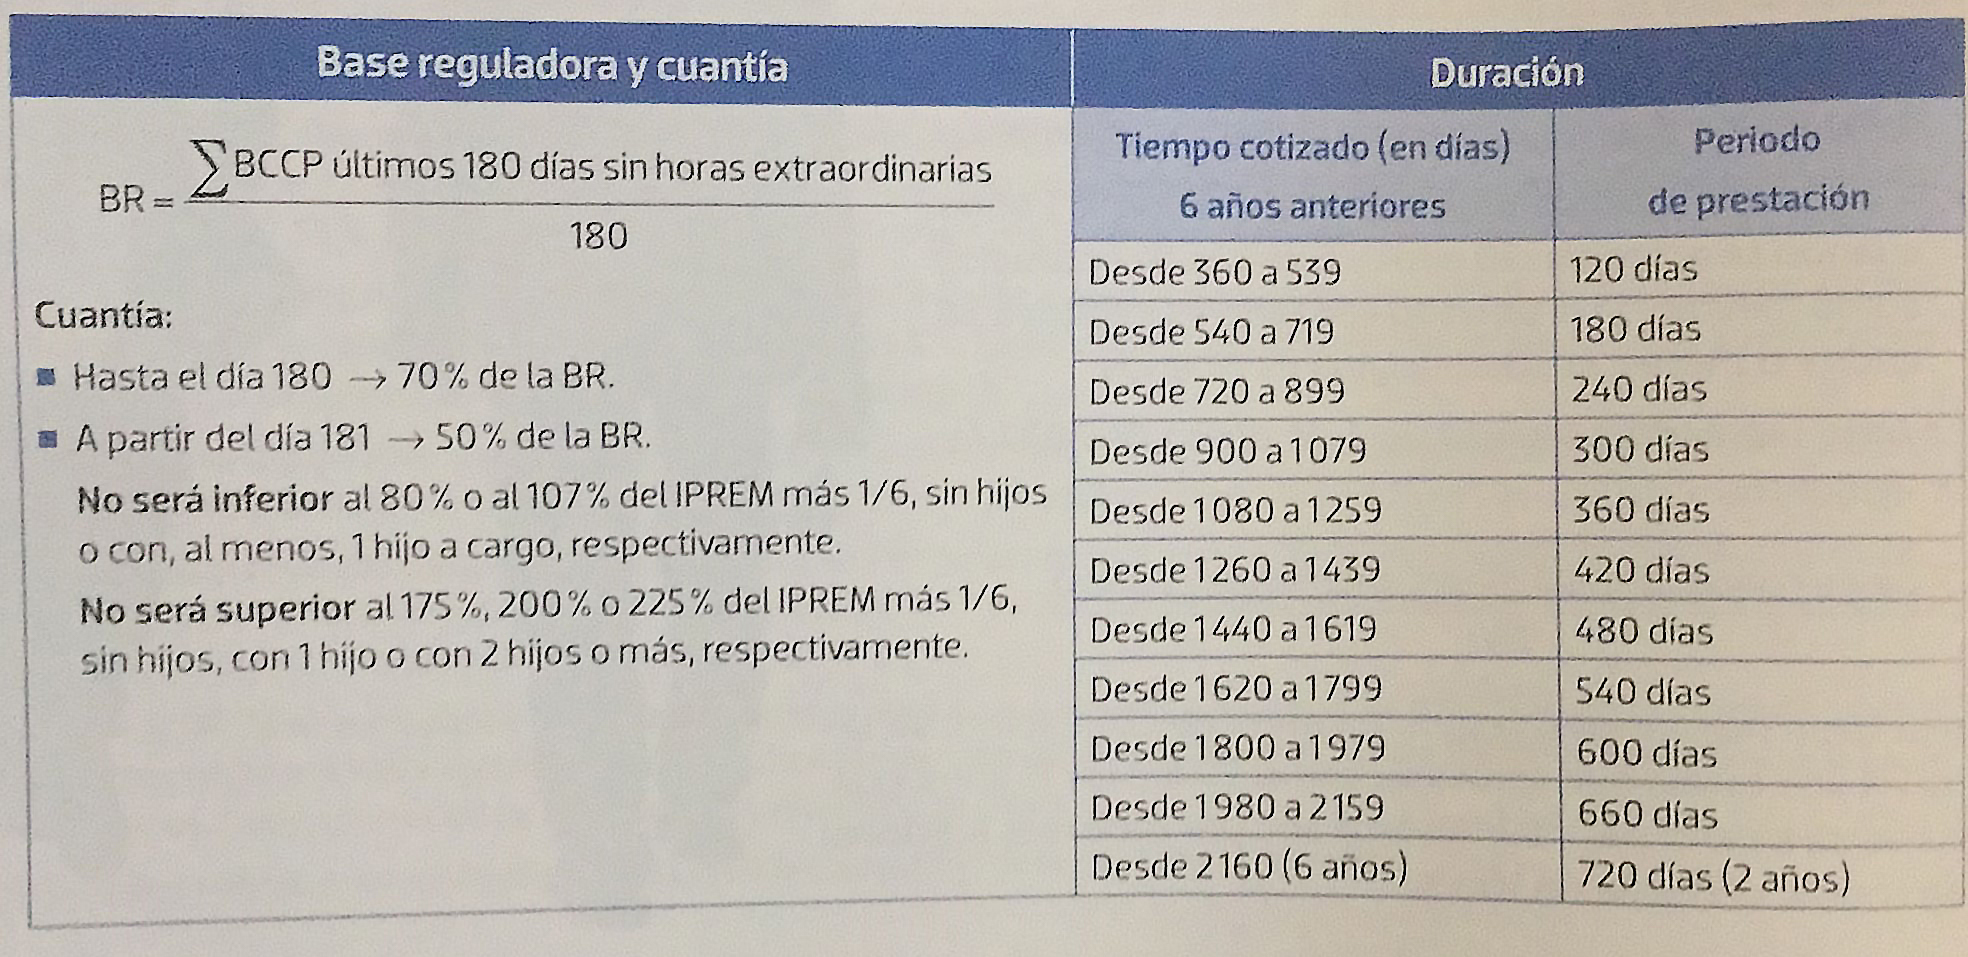 Base reguladora y cuantía
BR = ∑ BCCP últimos 180 días sin horas extraordinarias
180
Cuantía:
■ Hasta el día 180 → 70 % de la BR.
■ A partir del día 181 → 50 % de la BR.
No será inferior al 80 % o al 107 % del IPREM más 1/6, sin hijos
o con, al menos, 1 hijo a cargo, respectivamente.
No será superior al 175 %, 200 % o 225 % del IPREM más 1/6,
sin hijos, con 1 hijo o con 2 hijos o más, respectivamente.
Duración
Tiempo cotizado (en días)
6 años anteriores
Periodo
de prestación
Desde 360 a 539 120 días
Desde 540 a 719 180 días
Desde 720 a 899 240 días
Desde 900 a 1079 300 días
Desde 1080 a 1259 360 días
Desde 1260 a 1439 420 días
Desde 1440 a 1619 480 días
Desde 1620 a 1799 540 días
Desde 1800 a 1979 600 días
Desde 1980 a 2159 660 días
Desde 2160 (6 años) 720 días (2 años)